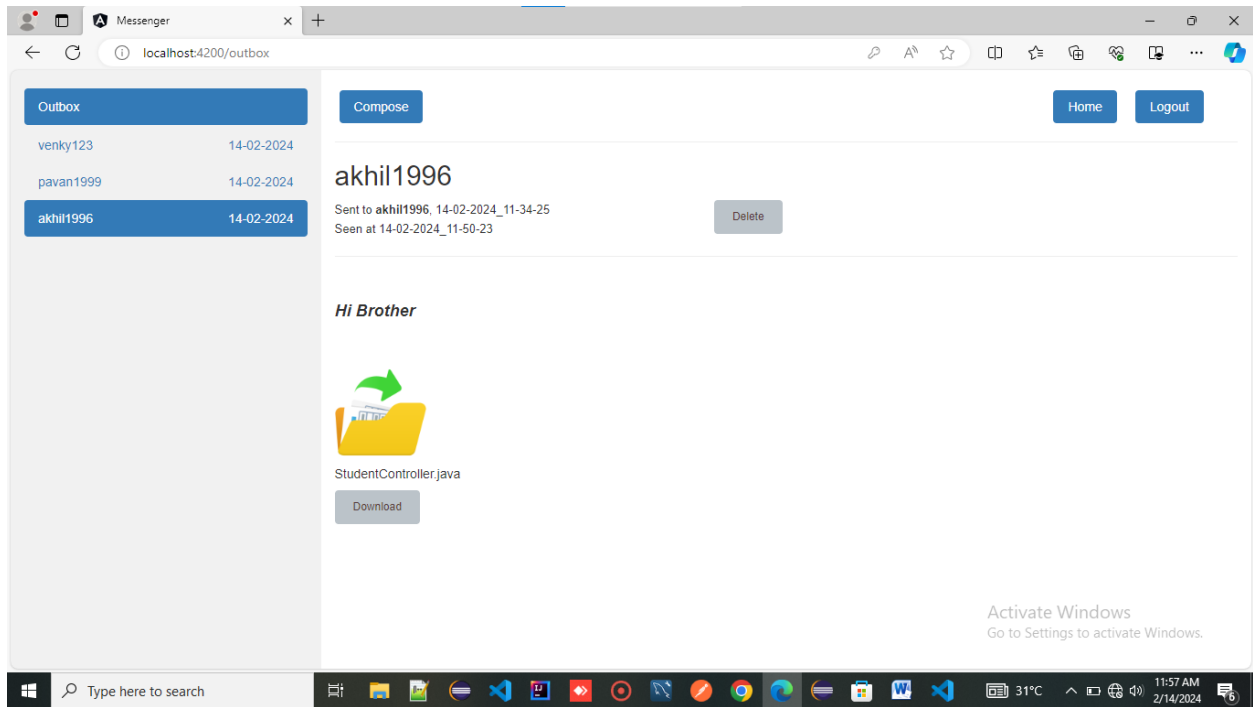 Messenger
localhost:4200/outbox
Outbox
venky123 14-02-2024
pavan1999 14-02-2024
akhil1996 14-02-2024
Compose
Home
Logout
akhil1996
Sent to akhil1996, 14-02-2024_11-34-25
Seen at 14-02-2024_11-50-23
Delete
Hi Brother
StudentController.java
Download
Activate Windows
Go to Settings to activate Windows.
Type here to search
31°C
11:57 AM
2/14/2024
6